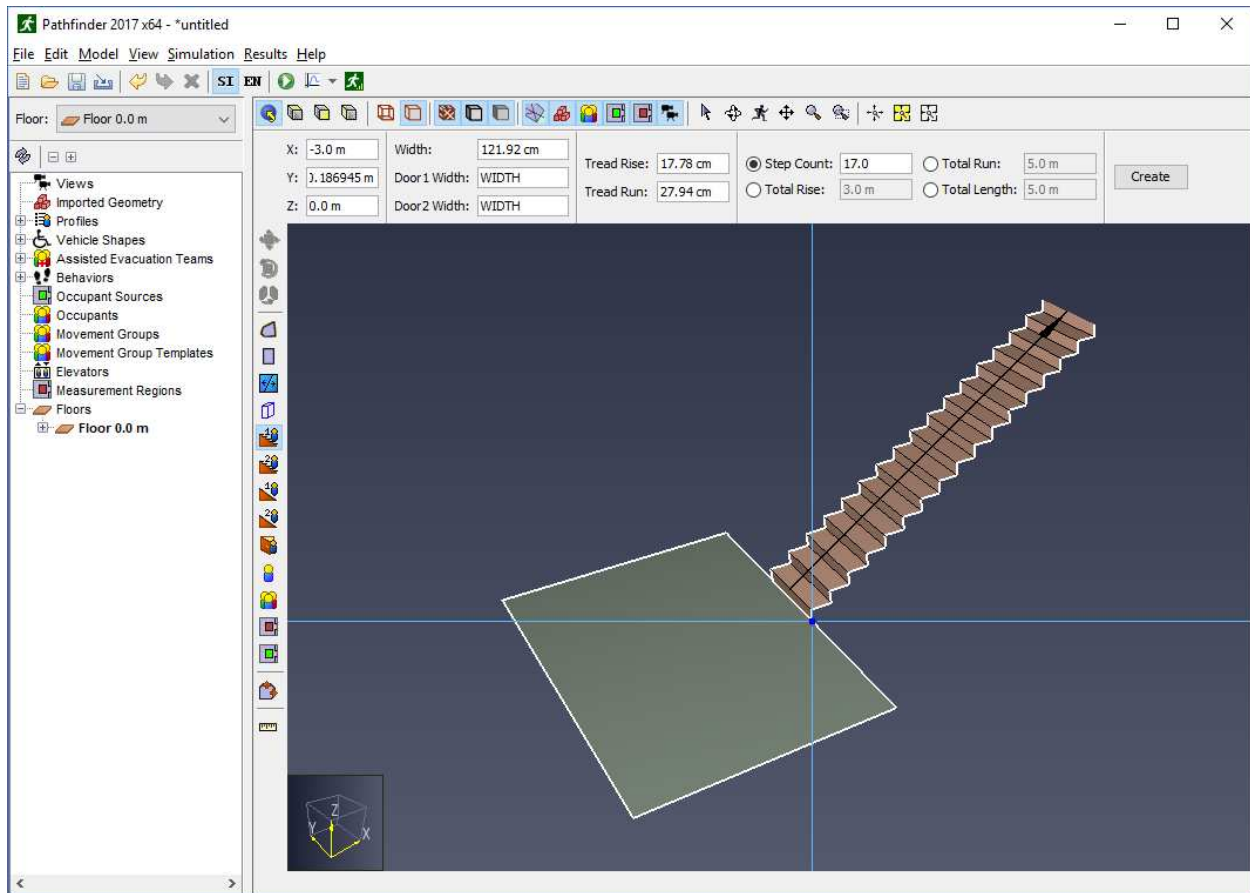 Pathfinder 2017 x64 - *untitled
File Edit Model View Simulation Results Help
SI EN
Floor: Floor 0.0 m
X: -3.0 m Width: 121.92 cm Tread Rise: 17.78 cm Step Count: 17.0 Total Run: 5.0 m Create
Y: 0.186945 m Door1 Width: WIDTH Tread Run: 27.94 cm Total Rise: 3.0 m Total Length: 5.0 m
Z: 0.0 m Door2 Width: WIDTH
Views
Imported Geometry
Profiles
Vehicle Shapes
Assisted Evacuation Teams
Behaviors
Occupant Sources
Occupants
Movement Groups
Movement Group Templates
Elevators
Measurement Regions
Floors
Floor 0.0 m
Z
Y X